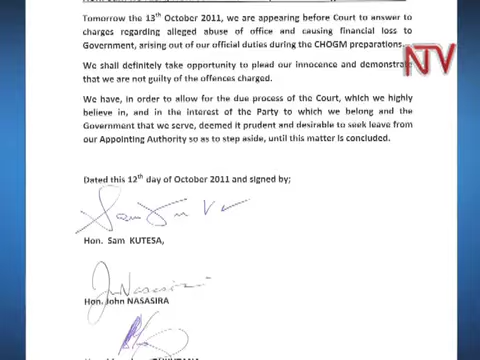 Tomorrow the 13th October 2011, we are appearing before Court to answer to
charges regarding alleged abuse of office and causing financial loss to
Government, arising out of our official duties during the CHOGM preparations.
NTV
We shall definitely take opportunity to plead our innocence and demonstrate
that we are not guilty of the offences charged.
We have, in order to allow for the due process of the Court, which we highly
believe in, and in the interest of the Party to which we belong and the
Government that we serve, deemed it prudent and desirable to seek leave from
our Appointing Authority so as to step aside, until this matter is concluded.
Dated this 12th day of October 2011 and signed by;
Hon. Sam KUTESA,
Hon. John NASASIRA